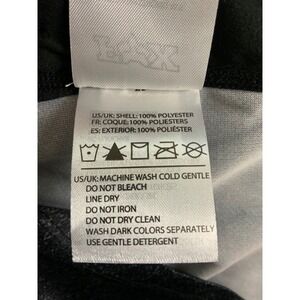 US/UK: SHELL: 100% POLYESTER
FR: COQUE: 100% POLIESTERS
ES: EXTERIOR: 100% POLIÉSTER
US/UK: MACHINE WASH COLD GENTLE
DO NOT BLEACH
LINE DRY
DO NOT IRON
DO NOT DRY CLEAN
WASH DARK COLORS SEPARATELY
USE GENTLE DETERGENT